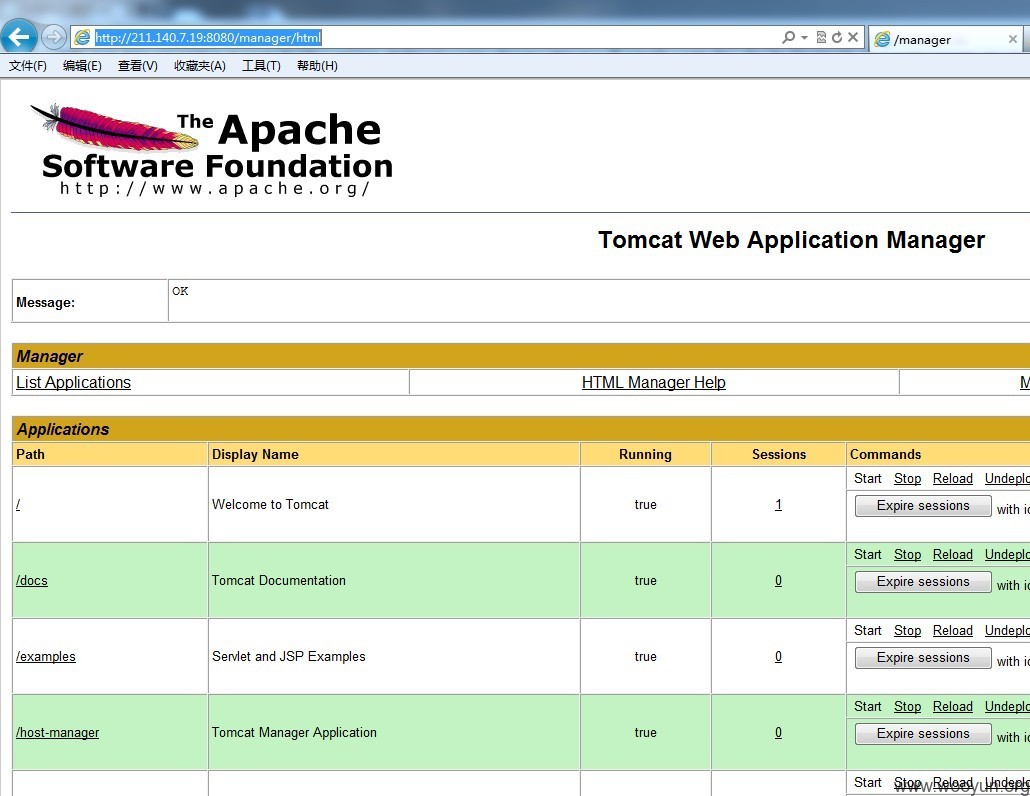 http://211.140.7.19:8080/manager/html
/manager
文件(F) 编辑(E) 查看(V) 收藏夹(A) 工具(T) 帮助(H)
The Apache
Software Foundation
http://www.apache.org/
Tomcat Web Application Manager
Message: OK
Manager
List Applications HTML Manager Help M
Applications
Path Display Name Running Sessions Commands
Start Stop Reload Undeplo
/ Welcome to Tomcat true 1 Expire sessions with id
Start Stop Reload Undeplo
/docs Tomcat Documentation true 0 Expire sessions with id
Start Stop Reload Undeplo
/examples Servlet and JSP Examples true 0 Expire sessions with id
Start Stop Reload Undeplo
/host-manager Tomcat Manager Application true 0 Expire sessions with id
Start Stop Reload Undeplo
www.wooyun.org